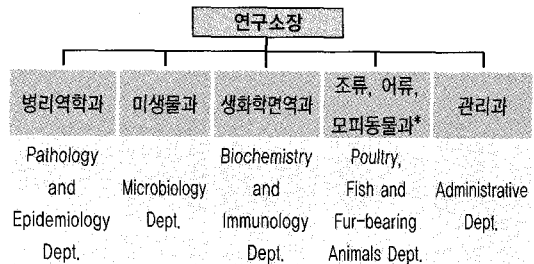 연구소장
병리역학과
미생물과
생화학면역과
조류, 어류,
모피동물과*
관리과
Pathology
and
Epidemiology
Dept.
Microbiology
Dept.
Biochemistry
and
Immunology
Dept.
Poultry,
Fish and
Fur-bearing
Animals Dept.
Administrative
Dept.